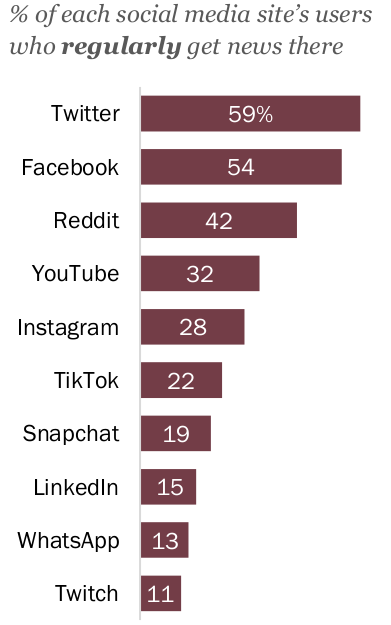 % of each social media site’s users
who regularly get news there
Twitter 59%
Facebook 54
Reddit 42
YouTube 32
Instagram 28
TikTok 22
Snapchat 19
LinkedIn 15
WhatsApp 13
Twitch 11